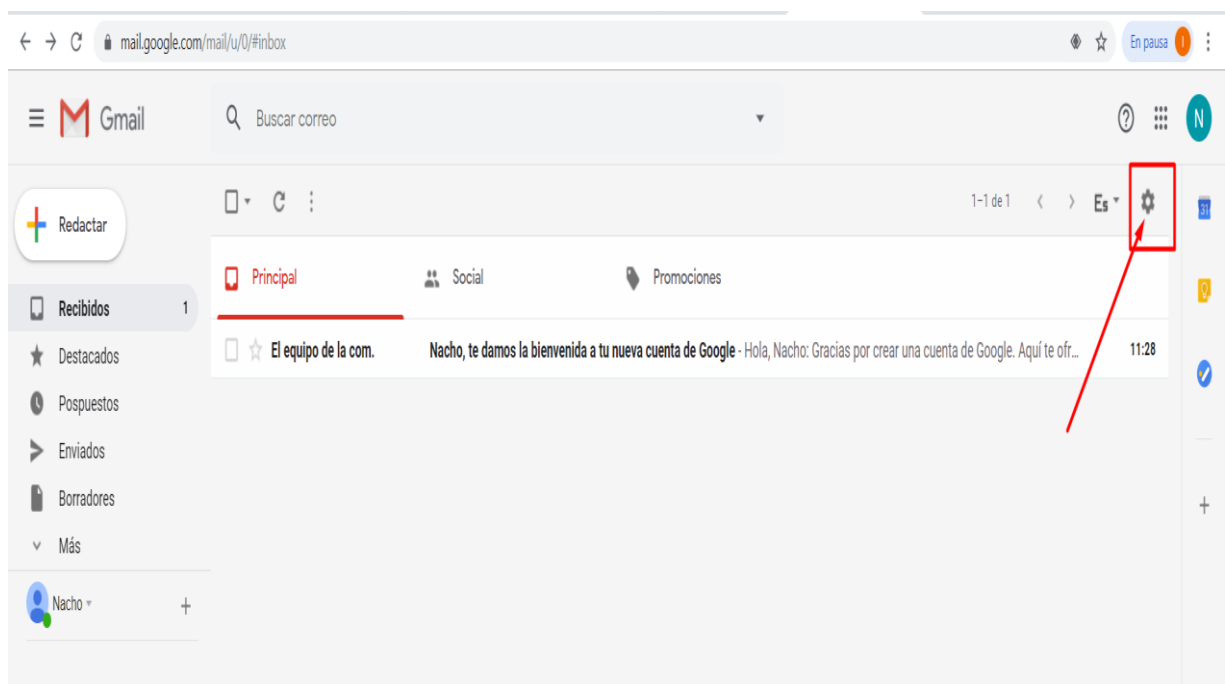 mail.google.com/mail/u/0/#inbox
En pausa
I
Gmail
Buscar correo
N
Redactar
1-1 de 1
Es
31
Principal
Social
Promociones
Recibidos 1
El equipo de la com. Nacho, te damos la bienvenida a tu nueva cuenta de Google - Hola, Nacho: Gracias por crear una cuenta de Google. Aquí te ofr... 11:28
Destacados
Pospuestos
Enviados
Borradores
Más
Nacho